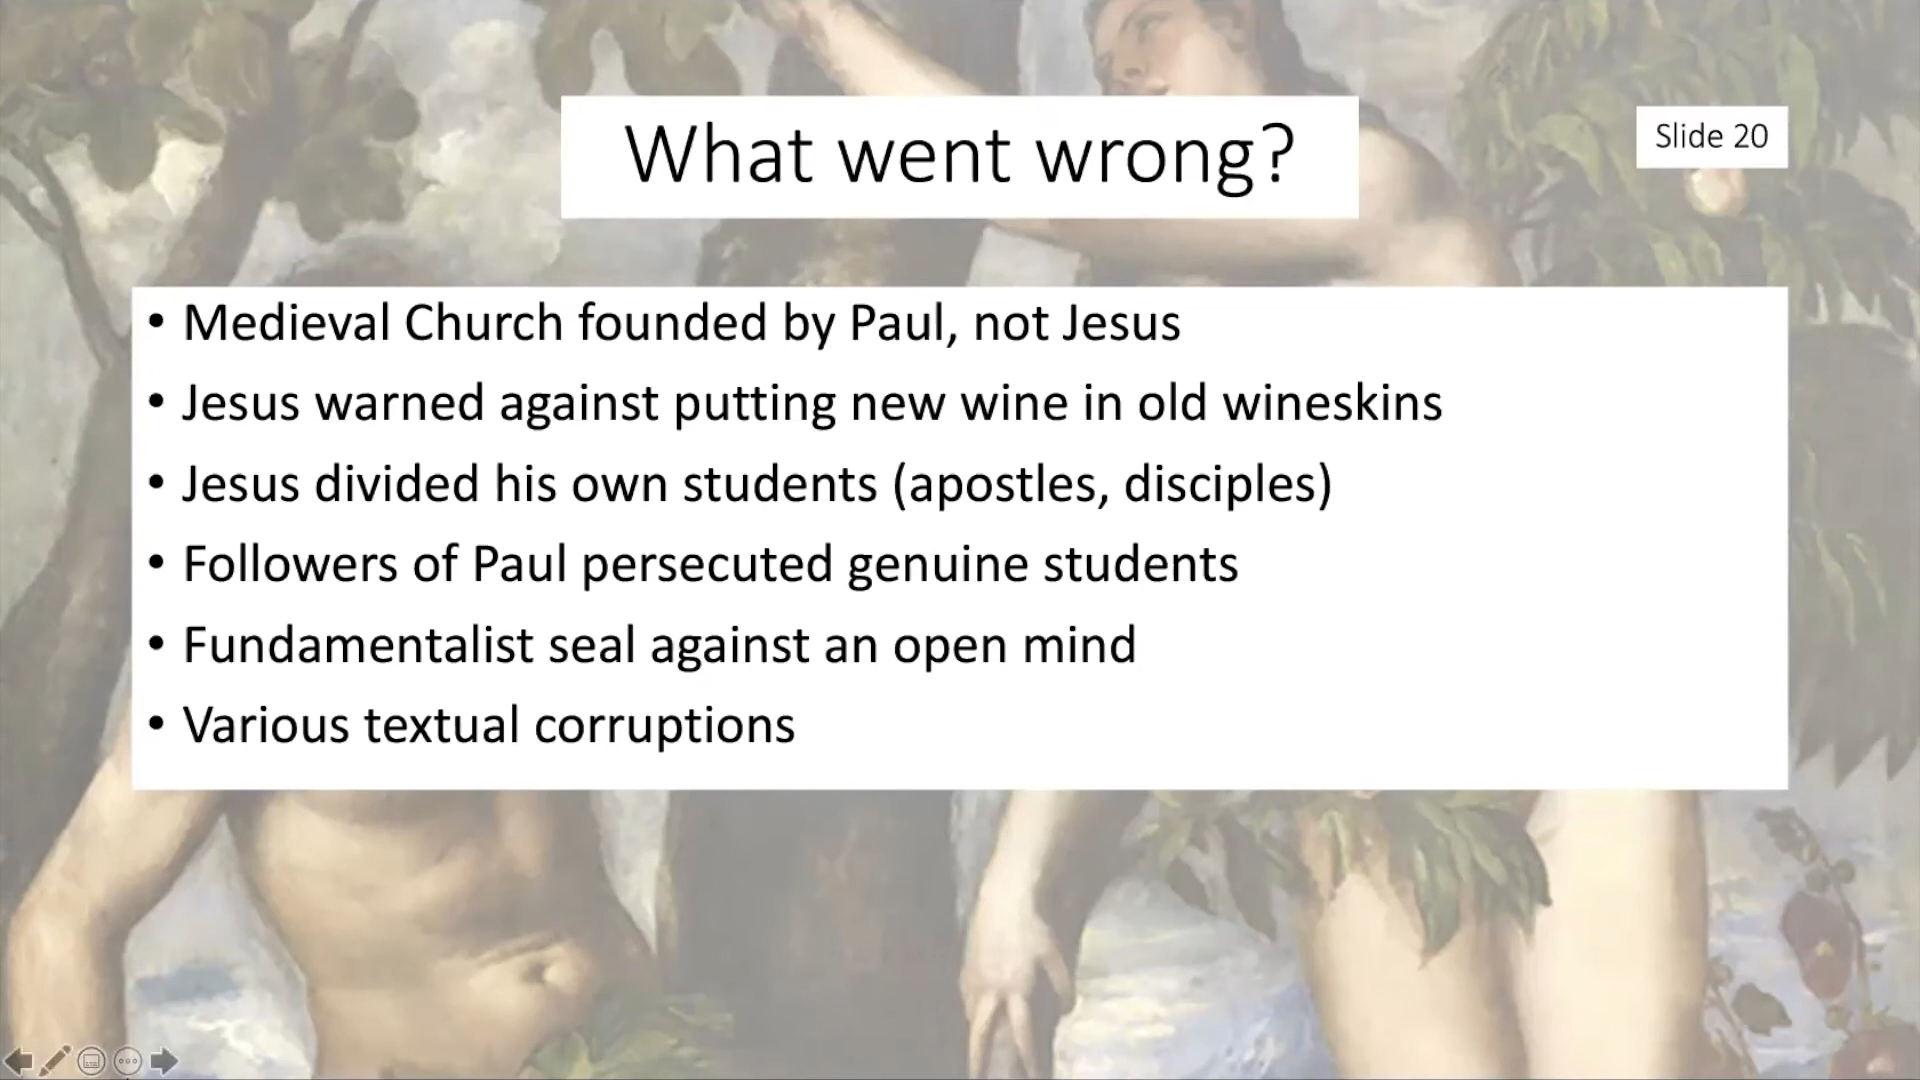 What went wrong?
Slide 20
• Medieval Church founded by Paul, not Jesus
• Jesus warned against putting new wine in old wineskins
• Jesus divided his own students (apostles, disciples)
• Followers of Paul persecuted genuine students
• Fundamentalist seal against an open mind
• Various textual corruptions